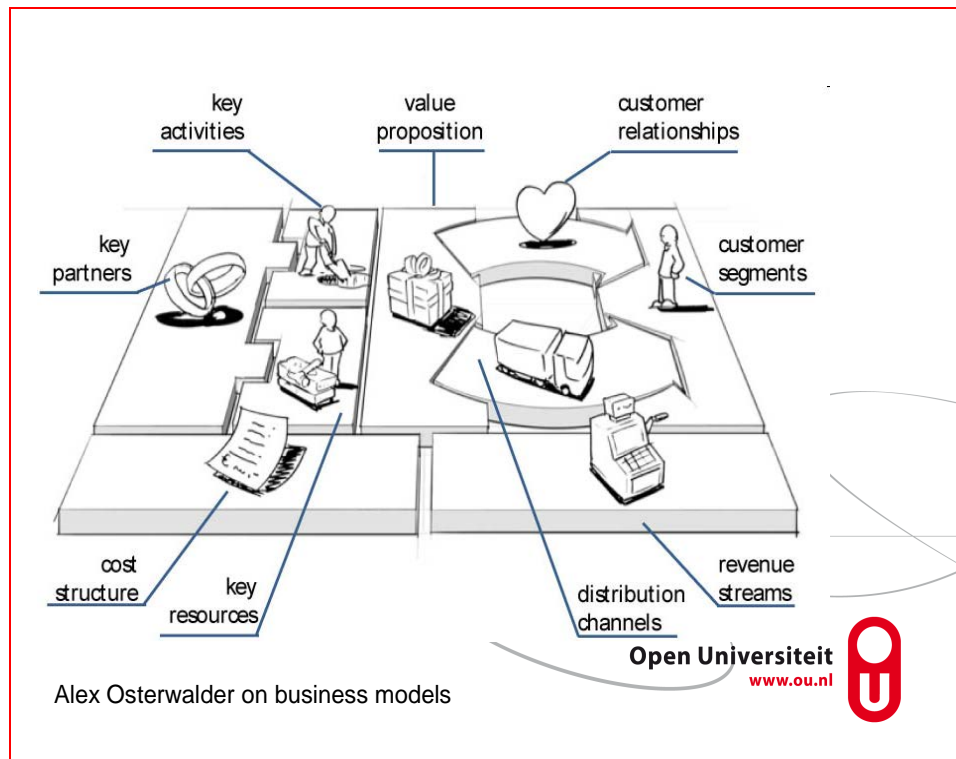 key
activities
value
proposition
customer
relationships
key
partners
customer
segments
cost
structure
key
resources
distribution
channels
revenue
streams
Open Universiteit
www.ou.nl
Alex Osterwalder on business models